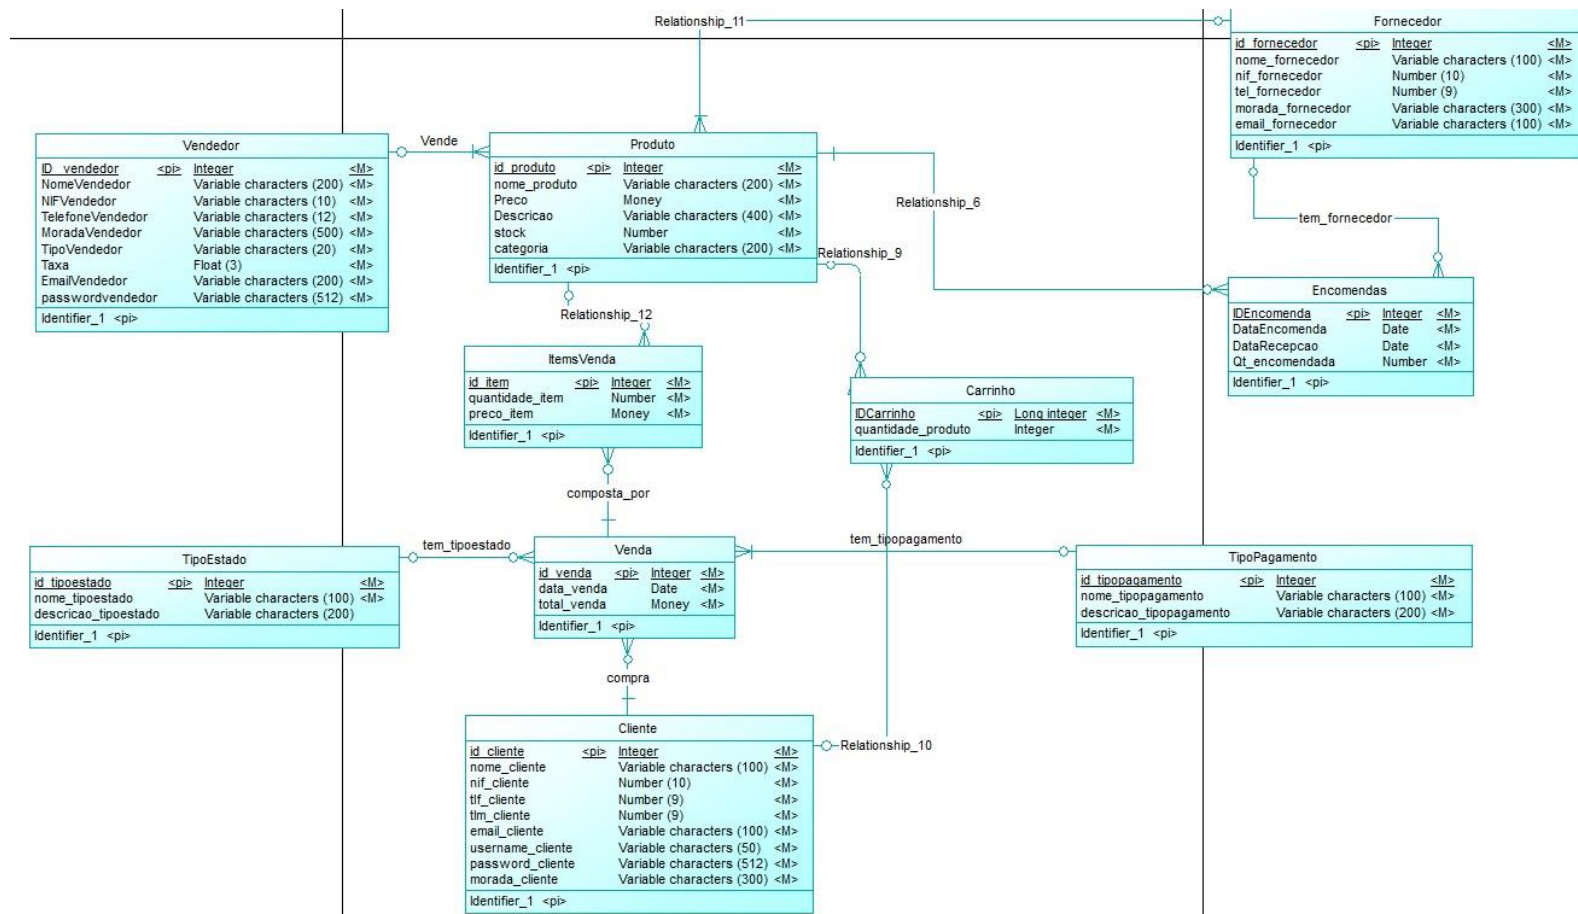 Relationship_11
Fornecedor
id_fornecedor <pi> Integer <M>
nome_fornecedor Variable characters (100) <M>
nif_fornecedor Number (10) <M>
tel_fornecedor Number (9) <M>
morada_fornecedor Variable characters (300) <M>
email_fornecedor Variable characters (100) <M>
Identifier_1 <pi>
Vendedor
ID_vendedor <pi> Integer <M>
NomeVendedor Variable characters (200) <M>
NIFVendedor Variable characters (10) <M>
TelefoneVendedor Variable characters (12) <M>
MoradaVendedor Variable characters (500) <M>
TipoVendedor Variable characters (20) <M>
Taxa Float (3) <M>
EmailVendedor Variable characters (200) <M>
passwordvendedor Variable characters (512) <M>
Identifier_1 <pi>
Vende
Produto
id_produto <pi> Integer <M>
nome_produto Variable characters (200) <M>
Preco Money <M>
Descricao Variable characters (400) <M>
stock Number <M>
categoria Variable characters (200) <M>
Identifier_1 <pi>
Relationship_6
tem_fornecedor
Relationship_9
Encomendas
IDEncomenda <pi> Integer <M>
DataEncomenda Date <M>
DataRecepcao Date <M>
Qt_encomendada Number <M>
Identifier_1 <pi>
Relationship_12
ItemsVenda
id_item <pi> Integer <M>
quantidade_item Number <M>
preco_item Money <M>
Identifier_1 <pi>
Carrinho
IDCarrinho <pi> Long integer <M>
quantidade_produto Integer <M>
Identifier_1 <pi>
composta_por
tem_tipoestado
tem_tipopagamento
TipoEstado
id_tipoestado <pi> Integer <M>
nome_tipoestado Variable characters (100) <M>
descricao_tipoestado Variable characters (200)
Identifier_1 <pi>
Venda
id_venda <pi> Integer <M>
data_venda Date <M>
total_venda Money <M>
Identifier_1 <pi>
TipoPagamento
id_tipopagamento <pi> Integer <M>
nome_tipopagamento Variable characters (100) <M>
descricao_tipopagamento Variable characters (200) <M>
Identifier_1 <pi>
compra
Cliente
id_cliente <pi> Integer <M>
nome_cliente Variable characters (100) <M>
nif_cliente Number (10) <M>
tlf_cliente Number (9) <M>
tlm_cliente Number (9) <M>
email_cliente Variable characters (100) <M>
username_cliente Variable characters (50) <M>
password_cliente Variable characters (512) <M>
morada_cliente Variable characters (300) <M>
Identifier_1 <pi>
Relationship_10